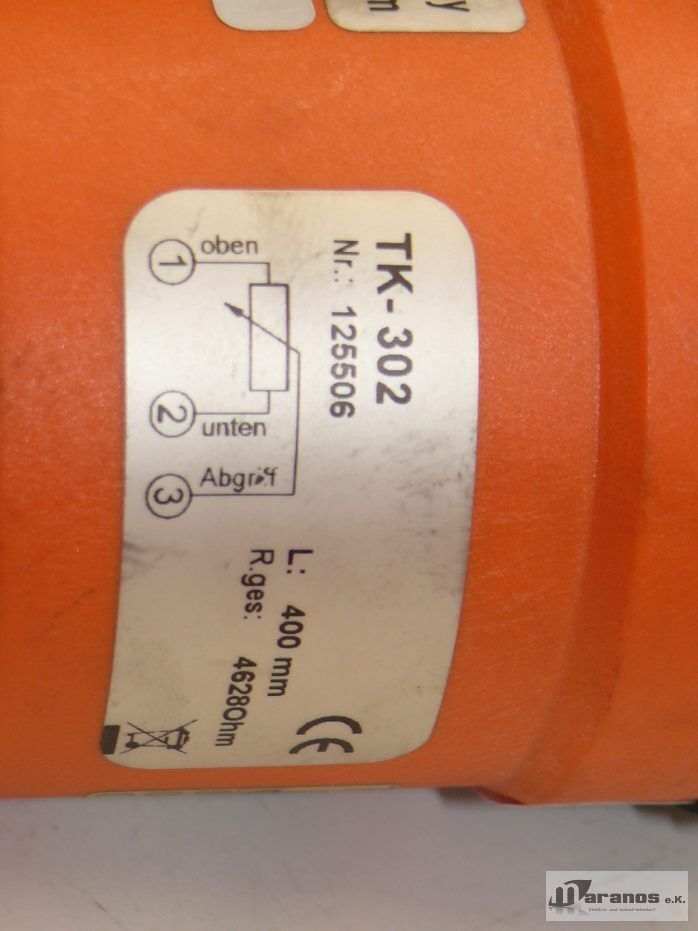 y
m
TK-302
Nr.: 125506
oben
1
2
unten
3
Abgriff
L: 400 mm
R.ges: 4628Ohm
CE
Maranos e.K.